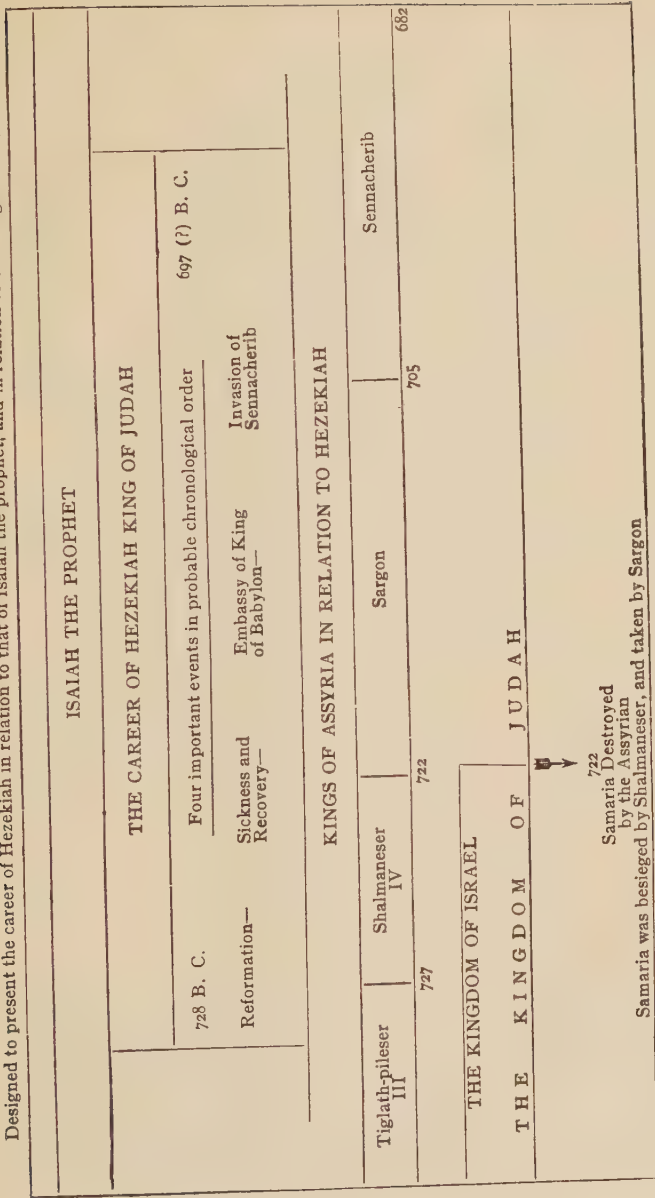 Designed to present the career of Hezekiah in relation to that of Isaiah the prophet, and in relation to
ISAIAH THE PROPHET
THE CAREER OF HEZEKIAH KING OF JUDAH
728 B. C. Four important events in probable chronological order 697 (?) B. C.
Reformation— Sickness and Embassy of King Invasion of
Recovery— of Babylon— Sennacherib
KINGS OF ASSYRIA IN RELATION TO HEZEKIAH
Tiglath-pileser Shalmaneser Sargon Sennacherib
III IV
727 722 705 682
THE KINGDOM OF ISRAEL
THE KINGDOM OF JUDAH
722
Samaria Destroyed
by the Assyrian
Samaria was besieged by Shalmaneser, and taken by Sargon